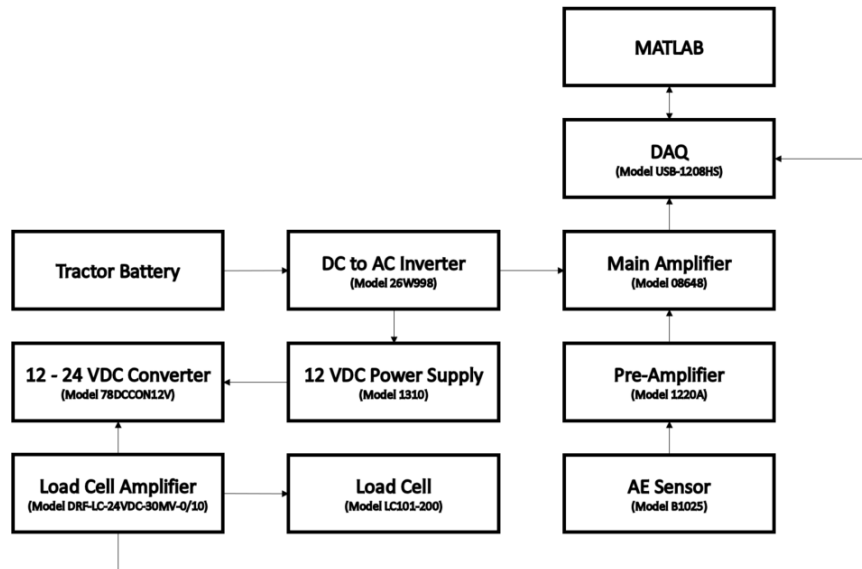 MATLAB
DAQ
(Model USB-1208HS)
Tractor Battery
DC to AC Inverter
(Model 26W998)
Main Amplifier
(Model 08648)
12 - 24 VDC Converter
(Model 78DCCON12V)
12 VDC Power Supply
(Model 1310)
Pre-Amplifier
(Model 1220A)
Load Cell Amplifier
(Model DRF-LC-24VDC-30MV-0/10)
Load Cell
(Model LC101-200)
AE Sensor
(Model B1025)